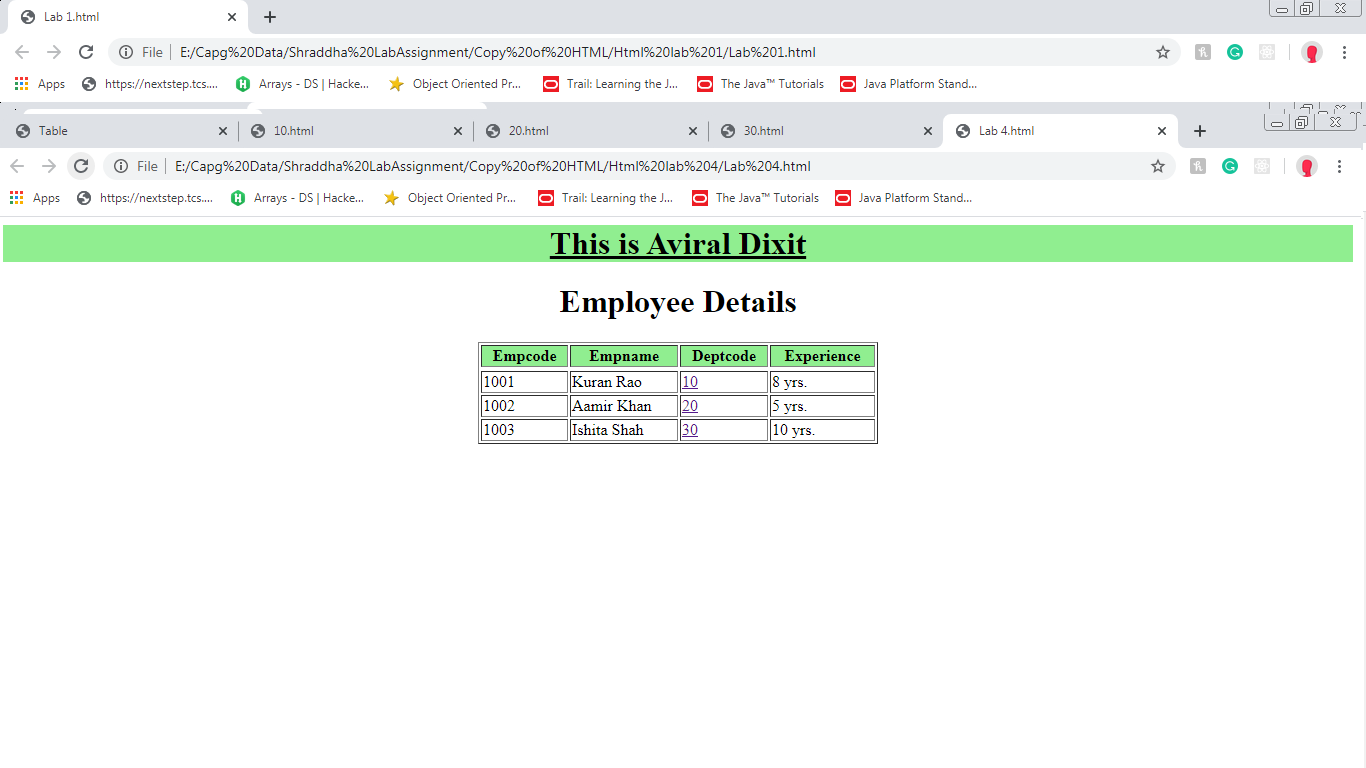 Lab 1.html
File E:/Capg%20Data/Shraddha%20LabAssignment/Copy%20of%20HTML/Html%20lab%201/Lab%201.html
Apps https://nextstep.tcs.... Arrays - DS | Hacke... Object Oriented Pr... Trail: Learning the J... The Java™ Tutorials Java Platform Stand...
Table 10.html 20.html 30.html Lab 4.html
File E:/Capg%20Data/Shraddha%20LabAssignment/Copy%20of%20HTML/Html%20lab%204/Lab%204.html
Apps https://nextstep.tcs.... Arrays - DS | Hacke... Object Oriented Pr... Trail: Learning the J... The Java™ Tutorials Java Platform Stand...
This is Aviral Dixit
Employee Details
Empcode Empname Deptcode Experience
1001 Kuran Rao 10 8 yrs.
1002 Aamir Khan 20 5 yrs.
1003 Ishita Shah 30 10 yrs.